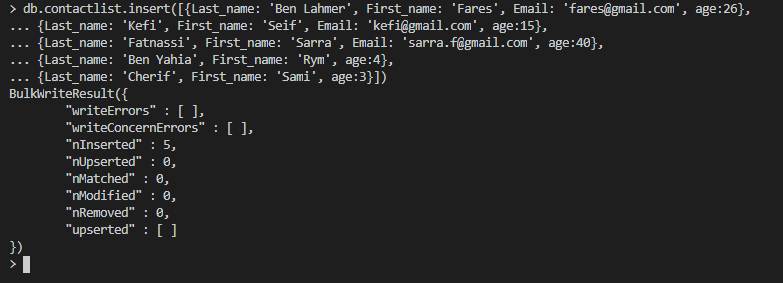 > db.contactlist.insert([{Last_name: 'Ben Lahmer', First_name: 'Fares', Email: 'fares@gmail.com', age:26},
... {Last_name: 'Kefi', First_name: 'Seif', Email: 'kefi@gmail.com', age:15},
... {Last_name: 'Fatnassi', First_name: 'Sarra', Email: 'sarra.f@gmail.com', age:40},
... {Last_name: 'Ben Yahia', First_name: 'Rym', age:4},
... {Last_name: 'Cherif', First_name: 'Sami', age:3}])
BulkWriteResult({
        "writeErrors" : [ ],
        "writeConcernErrors" : [ ],
        "nInserted" : 5,
        "nUpserted" : 0,
        "nMatched" : 0,
        "nModified" : 0,
        "nRemoved" : 0,
        "upserted" : [ ]
})
>